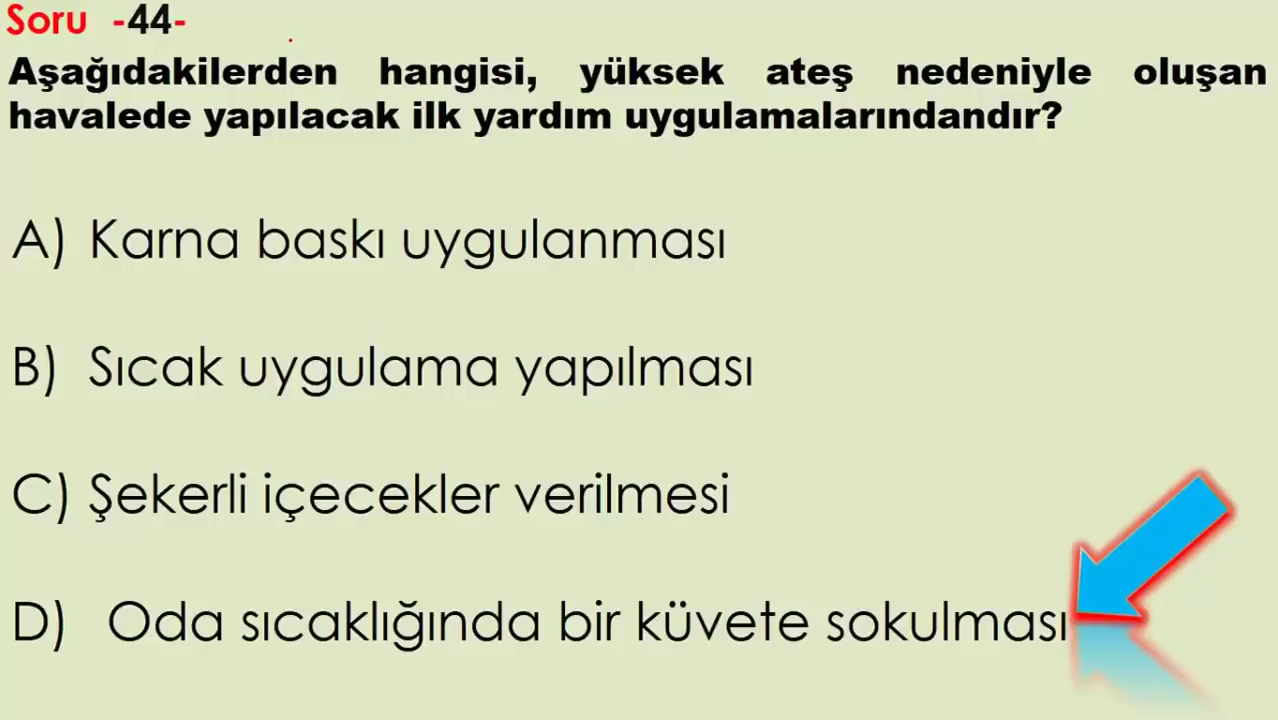 Soru -44-
Aşağıdakilerden hangisi, yüksek ateş nedeniyle oluşan
havalede yapılacak ilk yardım uygulamalarındandır?
A) Karna baskı uygulanması
B) Sıcak uygulama yapılması
C) Şekerli içecekler verilmesi
D) Oda sıcaklığında bir küvete sokulması